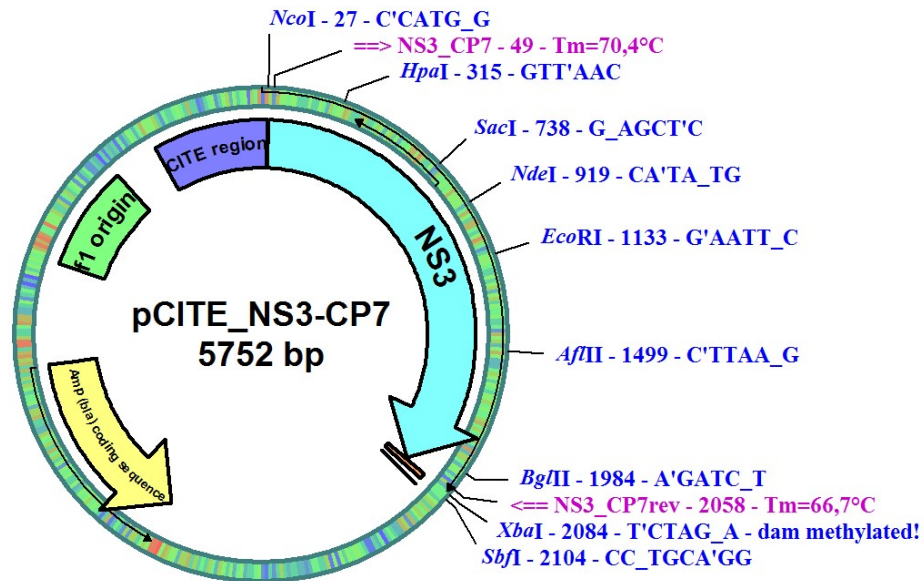 NcoI - 27 - C'CATG_G
==> NS3_CP7 - 49 - Tm=70,4°C
HpaI - 315 - GTT'AAC
SacI - 738 - G_AGCT'C
NdeI - 919 - CA'TA_TG
EcoRI - 1133 - G'AATT_C
AflII - 1499 - C'TTAA_G
BglII - 1984 - A'GATC_T
<== NS3_CP7rev - 2058 - Tm=66,7°C
XbaI - 2084 - T'CTAG_A - dam methylated!
SbfI - 2104 - CC_TGCA'GG
CITE region
NS3
f1 origin
pCITE_NS3-CP7
5752 bp
Amp (bla) coding sequence